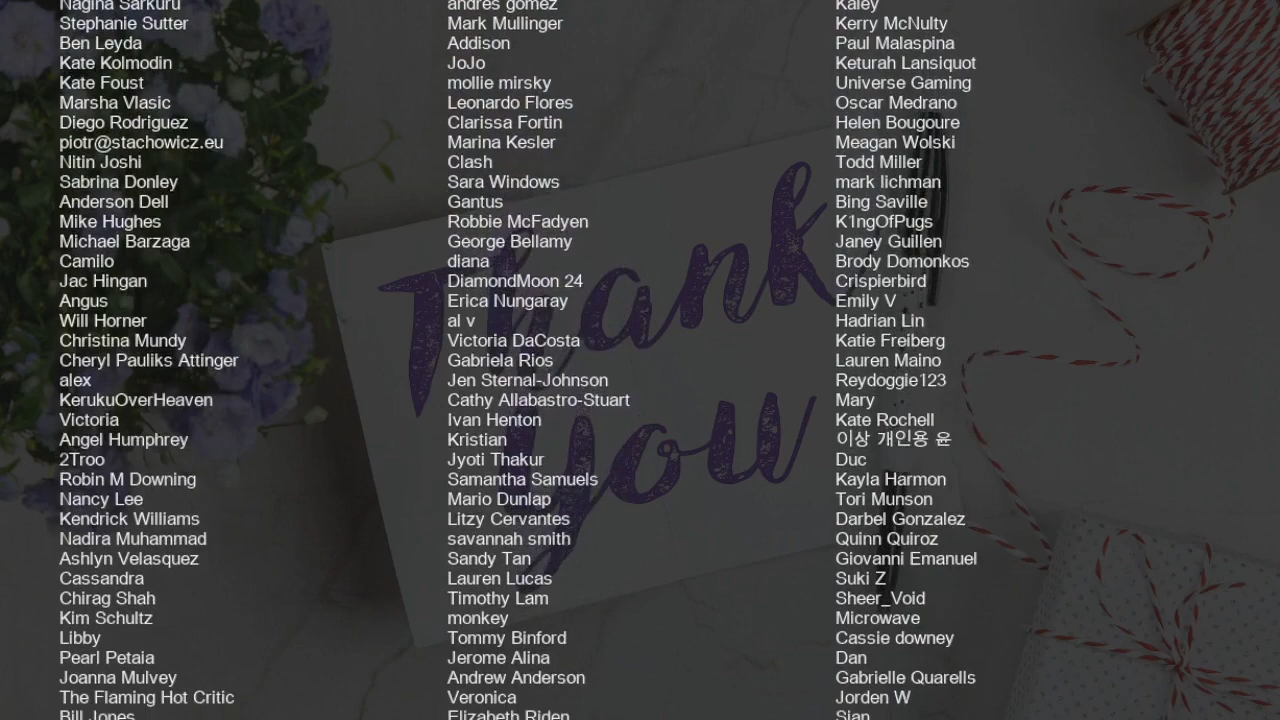 Nagina Sarkuru
Stephanie Sutter
Ben Leyda
Kate Kolmodin
Kate Foust
Marsha Vlasic
Diego Rodriguez
piotr@stachowicz.eu
Nitin Joshi
Sabrina Donley
Anderson Dell
Mike Hughes
Michael Barzaga
Camilo
Jac Hingan
Angus
Will Horner
Christina Mundy
Cheryl Pauliks Attinger
alex
KerukuOverHeaven
Victoria
Angel Humphrey
2Troo
Robin M Downing
Nancy Lee
Kendrick Williams
Nadira Muhammad
Ashlyn Velasquez
Cassandra
Chirag Shah
Kim Schultz
Libby
Pearl Petaia
Joanna Mulvey
The Flaming Hot Critic
Bill Jones
andres gomez
Mark Mullinger
Addison
JoJo
mollie mirsky
Leonardo Flores
Clarissa Fortin
Marina Kesler
Clash
Sara Windows
Gantus
Robbie McFadyen
George Bellamy
diana
DiamondMoon 24
Erica Nungaray
al v
Victoria DaCosta
Gabriela Rios
Jen Sternal-Johnson
Cathy Allabastro-Stuart
Ivan Henton
Kristian
Jyoti Thakur
Samantha Samuels
Mario Dunlap
Litzy Cervantes
savannah smith
Sandy Tan
Lauren Lucas
Timothy Lam
monkey
Tommy Binford
Jerome Alina
Andrew Anderson
Veronica
Elizabeth Riden
Kaley
Kerry McNulty
Paul Malaspina
Keturah Lansiquot
Universe Gaming
Oscar Medrano
Helen Bougoure
Meagan Wolski
Todd Miller
mark lichman
Bing Saville
K1ngOfPugs
Janey Guillen
Brody Domonkos
Crispierbird
Emily V
Hadrian Lin
Katie Freiberg
Lauren Maino
Reydoggie123
Mary
Kate Rochell
이상 개인용 윤
Duc
Kayla Harmon
Tori Munson
Darbel Gonzalez
Quinn Quiroz
Giovanni Emanuel
Suki Z
Sheer_Void
Microwave
Cassie downey
Dan
Gabrielle Quarells
Jorden W
Sian
Thank
you